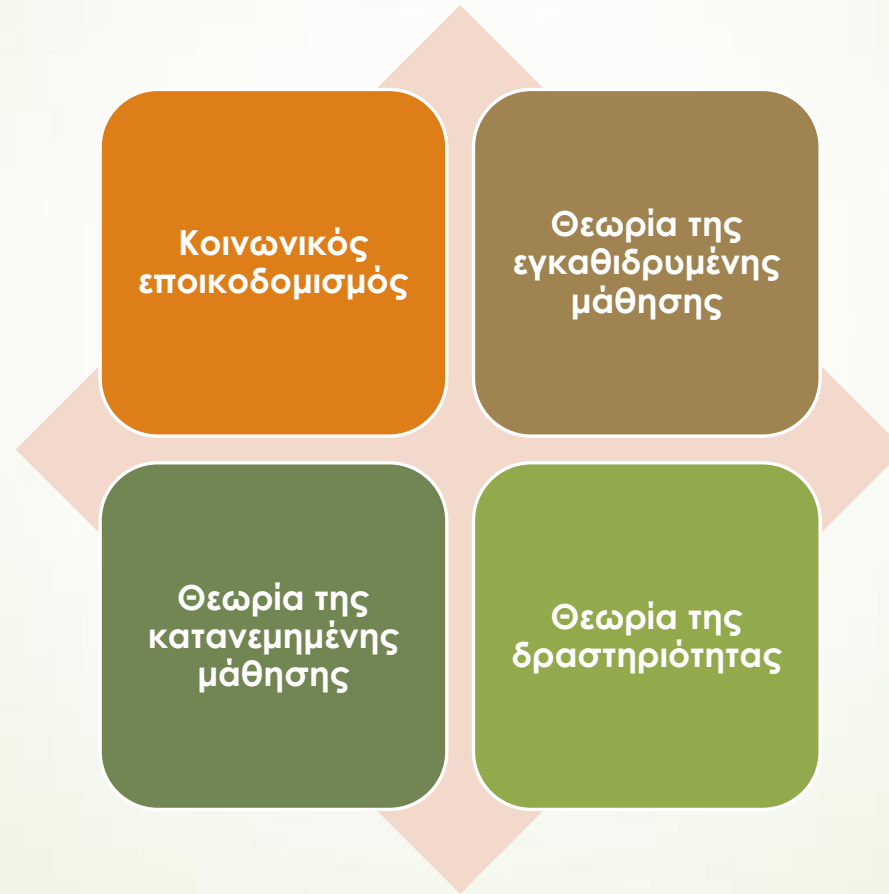 Κοινωνικός
εποικοδομισμός
Θεωρία της
εγκαθιδρυμένης
μάθησης
Θεωρία της
κατανεμημένης
μάθησης
Θεωρία της
δραστηριότητας